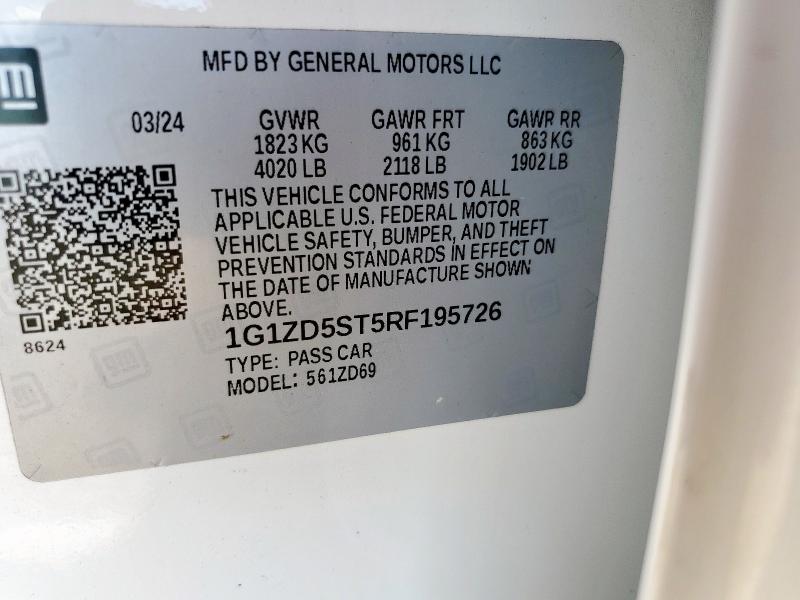 gm
MFD BY GENERAL MOTORS LLC
03/24 GVWR GAWR FRT GAWR RR
1823 KG 961 KG 863 KG
4020 LB 2118 LB 1902 LB
THIS VEHICLE CONFORMS TO ALL
APPLICABLE U.S. FEDERAL MOTOR
VEHICLE SAFETY, BUMPER, AND THEFT
PREVENTION STANDARDS IN EFFECT ON
THE DATE OF MANUFACTURE SHOWN
ABOVE.
8624
1G1ZD5ST5RF195726
TYPE: PASS CAR
MODEL: 561ZD69